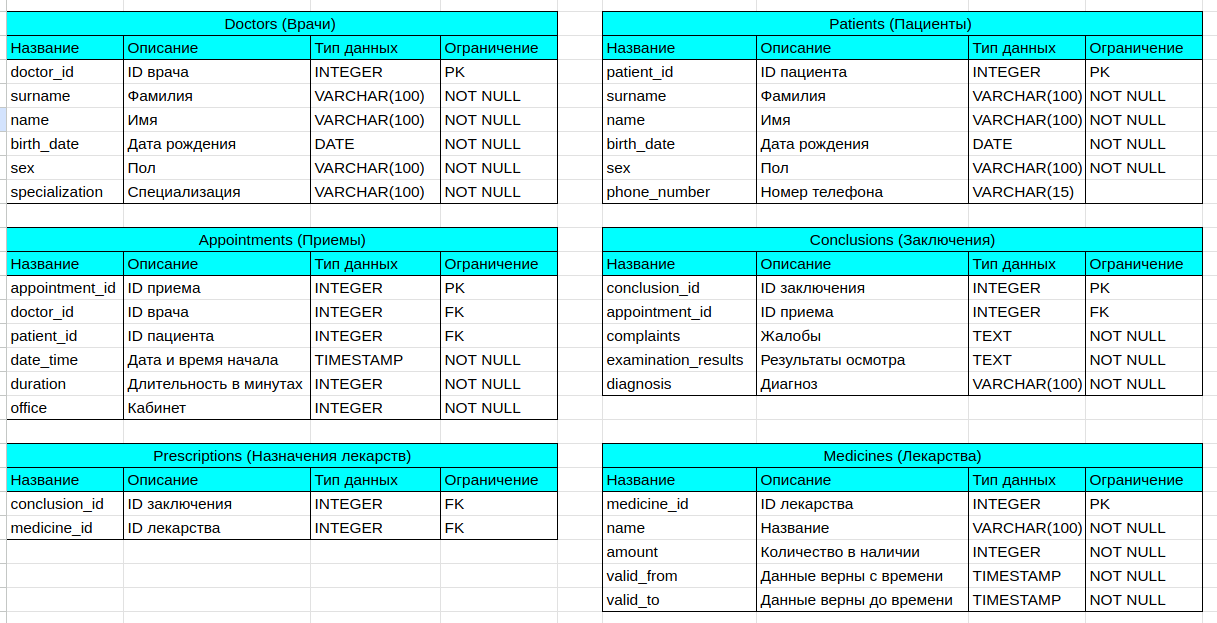 Doctors (Врачи)
Название Описание Тип данных Ограничение
doctor_id ID врача INTEGER PK
surname Фамилия VARCHAR(100) NOT NULL
name Имя VARCHAR(100) NOT NULL
birth_date Дата рождения DATE NOT NULL
sex Пол VARCHAR(100) NOT NULL
specialization Специализация VARCHAR(100) NOT NULL
Patients (Пациенты)
Название Описание Тип данных Ограничение
patient_id ID пациента INTEGER PK
surname Фамилия VARCHAR(100) NOT NULL
name Имя VARCHAR(100) NOT NULL
birth_date Дата рождения DATE NOT NULL
sex Пол VARCHAR(100) NOT NULL
phone_number Номер телефона VARCHAR(15)
Appointments (Приемы)
Название Описание Тип данных Ограничение
appointment_id ID приема INTEGER PK
doctor_id ID врача INTEGER FK
patient_id ID пациента INTEGER FK
date_time Дата и время начала TIMESTAMP NOT NULL
duration Длительность в минутах INTEGER NOT NULL
office Кабинет INTEGER NOT NULL
Conclusions (Заключения)
Название Описание Тип данных Ограничение
conclusion_id ID заключения INTEGER PK
appointment_id ID приема INTEGER FK
complaints Жалобы TEXT NOT NULL
examination_results Результаты осмотра TEXT NOT NULL
diagnosis Диагноз VARCHAR(100) NOT NULL
Prescriptions (Назначения лекарств)
Название Описание Тип данных Ограничение
conclusion_id ID заключения INTEGER FK
medicine_id ID лекарства INTEGER FK
Medicines (Лекарства)
Название Описание Тип данных Ограничение
medicine_id ID лекарства INTEGER PK
name Название VARCHAR(100) NOT NULL
amount Количество в наличии INTEGER NOT NULL
valid_from Данные верны с времени TIMESTAMP NOT NULL
valid_to Данные верны до времени TIMESTAMP NOT NULL